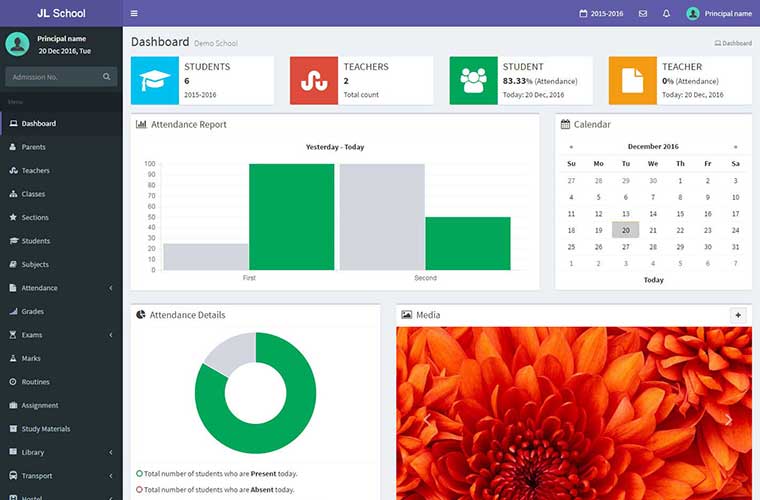 JL School
2015-2016
Principal name
Principal name
20 Dec 2016, Tue
Admission No.
Menu
Dashboard
Parents
Teachers
Classes
Sections
Students
Subjects
Attendance
Grades
Exams
Marks
Routines
Assignment
Study Materials
Library
Transport
Hostel
Dashboard Demo School
Dashboard
STUDENTS
6
2015-2016
TEACHERS
2
Total count
STUDENT
83.33% (Attendance)
Today: 20 Dec, 2016
TEACHER
0% (Attendance)
Today: 20 Dec, 2016
Attendance Report
Yesterday - Today
100
90
80
70
60
50
40
30
20
10
0
First Second
Calendar
« December 2016 »
Su Mo Tu We Th Fr Sa
27 28 29 30 1 2 3
4 5 6 7 8 9 10
11 12 13 14 15 16 17
18 19 20 21 22 23 24
25 26 27 28 29 30 31
1 2 3 4 5 6 7
Today
Attendance Details
Total number of students who are Present today.
Total number of students who are Absent today.
Media
+